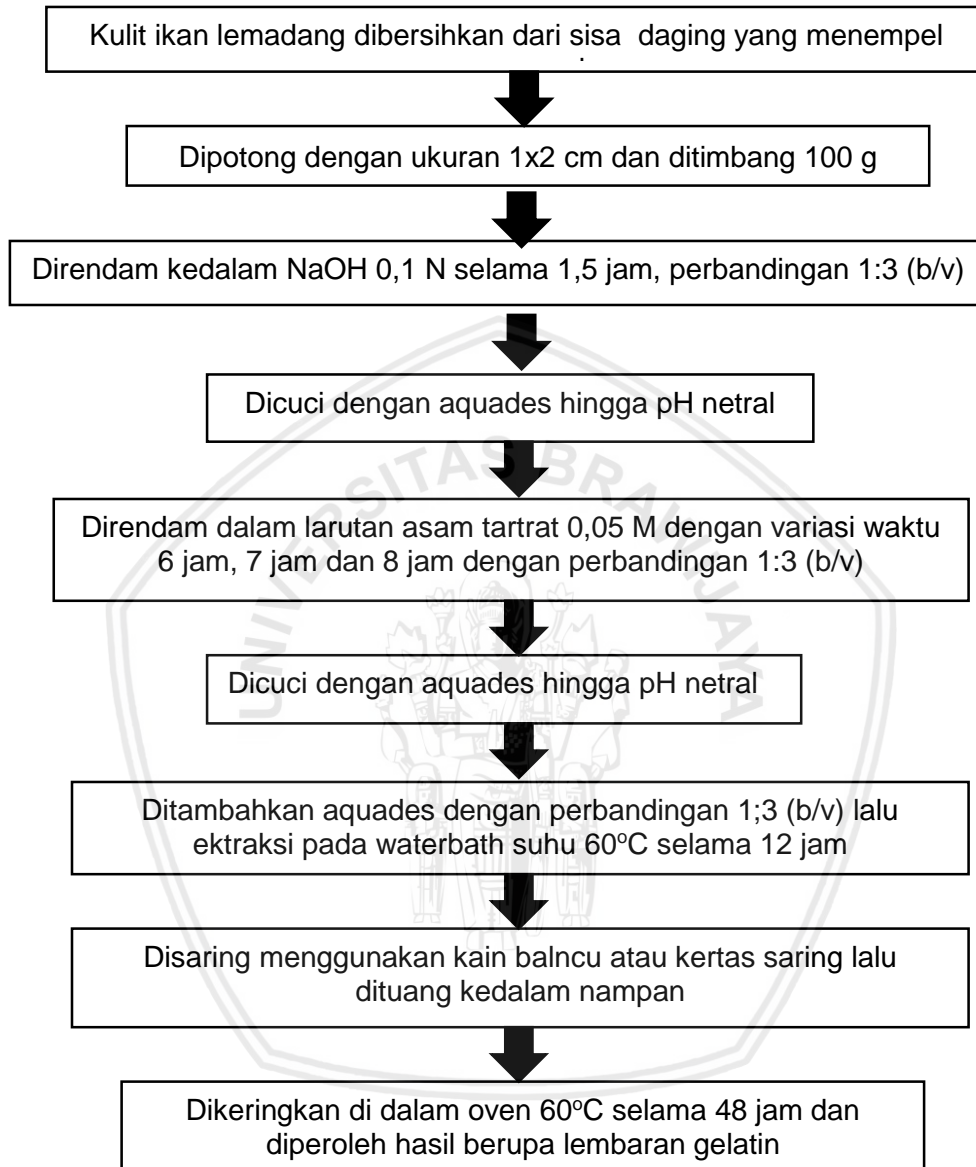 Kulit ikan lemadang dibersihkan dari sisa  daging yang menempel
Dipotong dengan ukuran 1x2 cm dan ditimbang 100 g
Direndam kedalam NaOH 0,1 N selama 1,5 jam, perbandingan 1:3 (b/v)
Dicuci dengan aquades hingga pH netral
UNIVERSITAS BRAWIJAYA
Direndam dalam larutan asam tartrat 0,05 M dengan variasi waktu
6 jam, 7 jam dan 8 jam dengan perbandingan 1:3 (b/v)
Dicuci dengan aquades hingga pH netral
Ditambahkan aquades dengan perbandingan 1;3 (b/v) lalu
ektraksi pada waterbath suhu 60°C selama 12 jam
Disaring menggunakan kain balncu atau kertas saring lalu
dituang kedalam nampan
Dikeringkan di dalam oven 60°C selama 48 jam dan
diperoleh hasil berupa lembaran gelatin